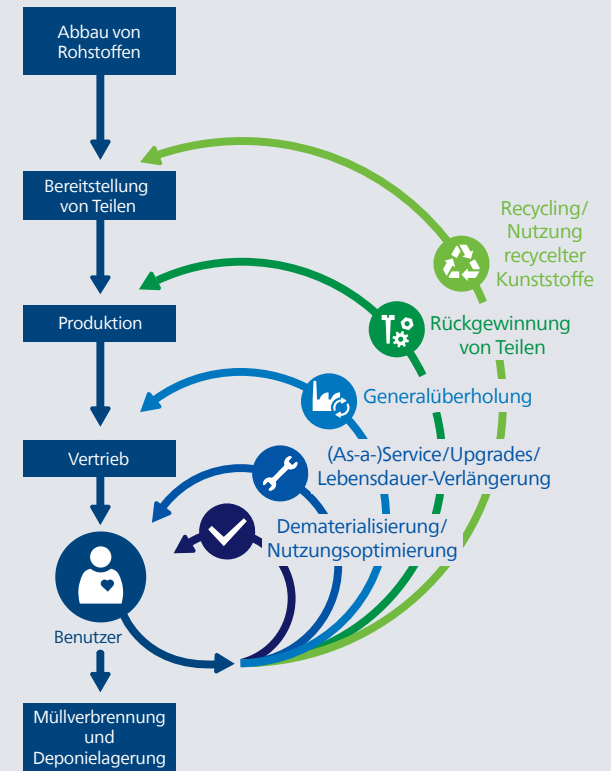 Abbau von
Rohstoffen
Bereitstellung
von Teilen
Recycling/
Nutzung
recycelter
Kunststoffe
Produktion
Rückgewinnung
von Teilen
Generalüberholung
Vertrieb
(As-a-)Service/Upgrades/
Lebensdauer-Verlängerung
Dematerialisierung/
Nutzungsoptimierung
Benutzer
Müllverbrennung
und
Deponielagerung